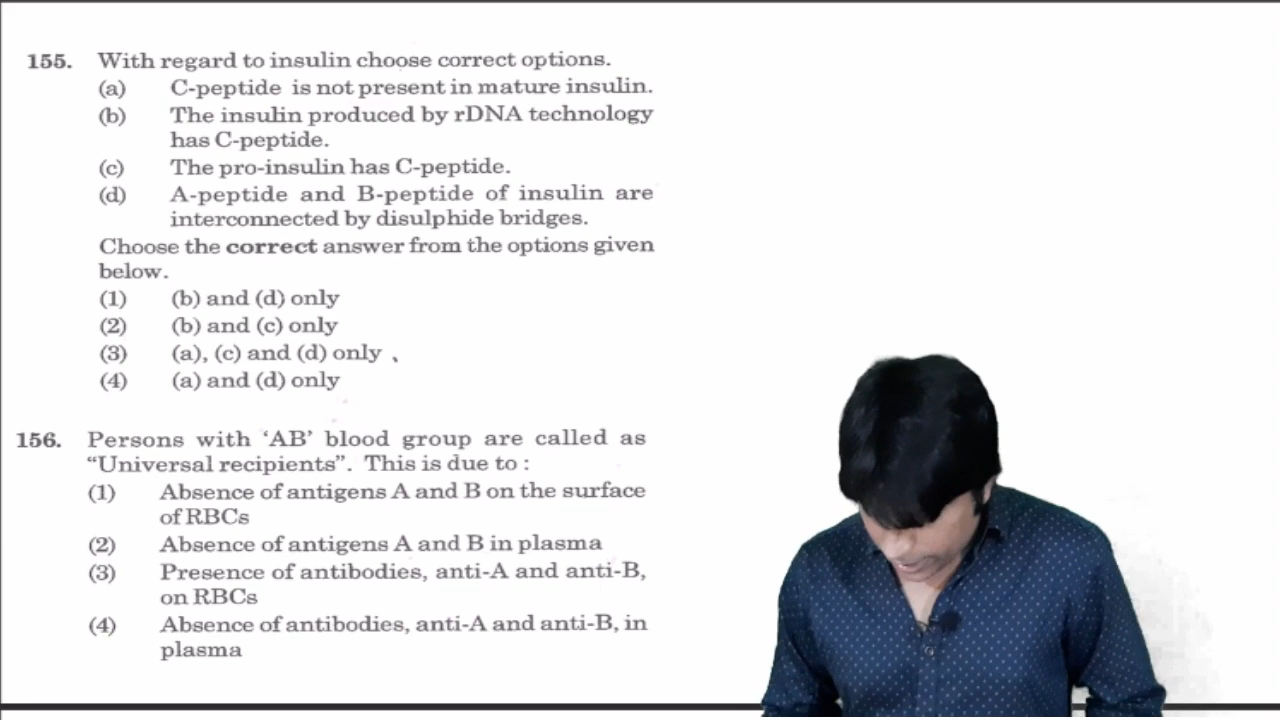 155. With regard to insulin choose correct options.
(a) C-peptide is not present in mature insulin.
(b) The insulin produced by rDNA technology
has C-peptide.
(c) The pro-insulin has C-peptide.
(d) A-peptide and B-peptide of insulin are
interconnected by disulphide bridges.
Choose the correct answer from the options given
below.
(1) (b) and (d) only
(2) (b) and (c) only
(3) (a), (c) and (d) only
(4) (a) and (d) only
156. Persons with ‘AB’ blood group are called as
“Universal recipients”. This is due to :
(1) Absence of antigens A and B on the surface
of RBCs
(2) Absence of antigens A and B in plasma
(3) Presence of antibodies, anti-A and anti-B,
on RBCs
(4) Absence of antibodies, anti-A and anti-B, in
plasma